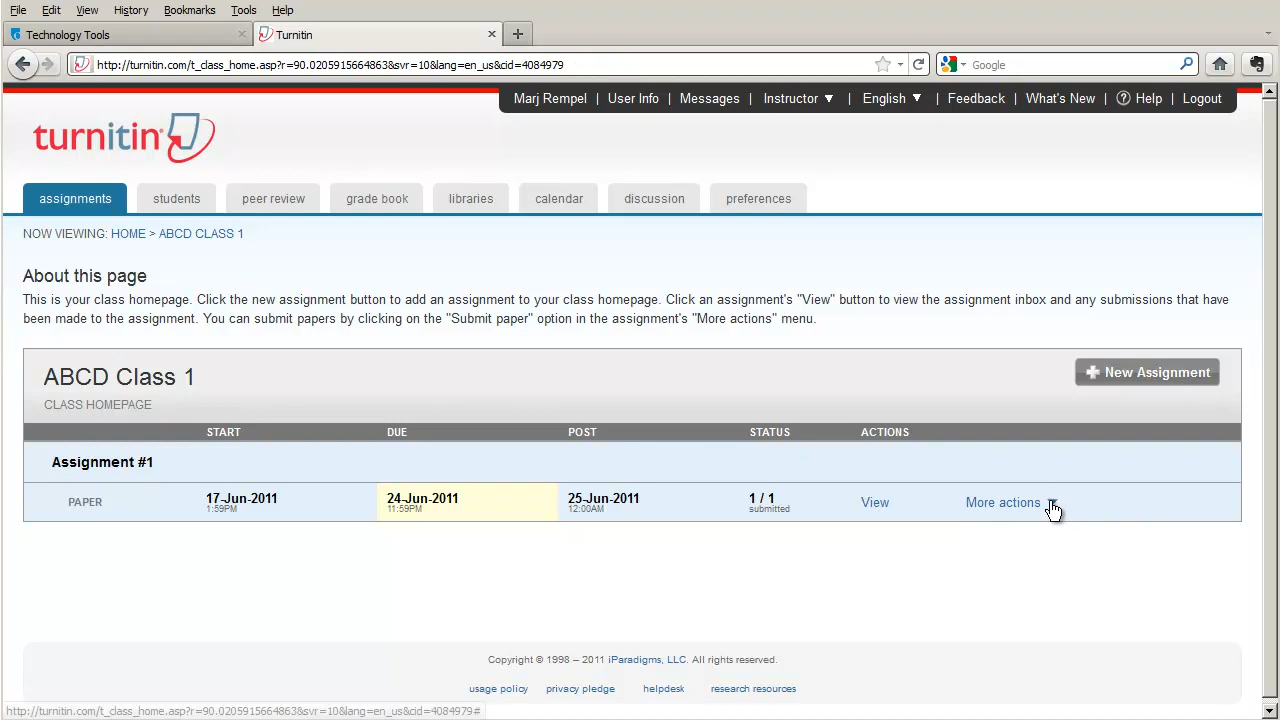 File Edit View History Bookmarks Tools Help
Technology Tools Turnitin
http://turnitin.com/t_class_home.asp?r=90.0205915664863&svr=10&lang=en_us&cid=4084979 Google
Marj Rempel | User Info | Messages | Instructor ▼ | English ▼ | Feedback | What's New | ? Help | Logout
turnitin
assignments students peer review grade book libraries calendar discussion preferences
NOW VIEWING: HOME > ABCD CLASS 1
About this page
This is your class homepage. Click the new assignment button to add an assignment to your class homepage. Click an assignment's "View" button to view the assignment inbox and any submissions that have
been made to the assignment. You can submit papers by clicking on the "Submit paper" option in the assignment's "More actions" menu.
ABCD Class 1
New Assignment
CLASS HOMEPAGE
START DUE POST STATUS ACTIONS
Assignment #1
PAPER 17-Jun-2011 24-Jun-2011 25-Jun-2011 1 / 1 View More actions
1:59PM 11:59PM 12:00AM submitted
Copyright © 1998 – 2011 iParadigms, LLC. All rights reserved.
usage policy privacy pledge helpdesk research resources
http://turnitin.com/t_class_home.asp?r=90.0205915664863&svr=10&lang=en_us&cid=4084979#